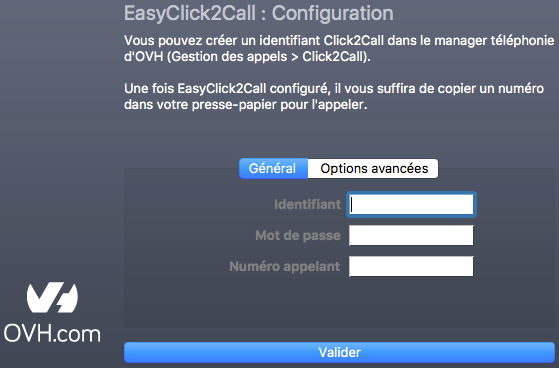 EasyClick2Call : Configuration
Vous pouvez créer un identifiant Click2Call dans le manager téléphonie
d'OVH (Gestion des appels > Click2Call).
Une fois EasyClick2Call configuré, il vous suffira de copier un numéro
dans votre presse-papier pour l'appeler.
Général
Options avancées
Identifiant
Mot de passe
Numéro appelant
OVH.com
Valider